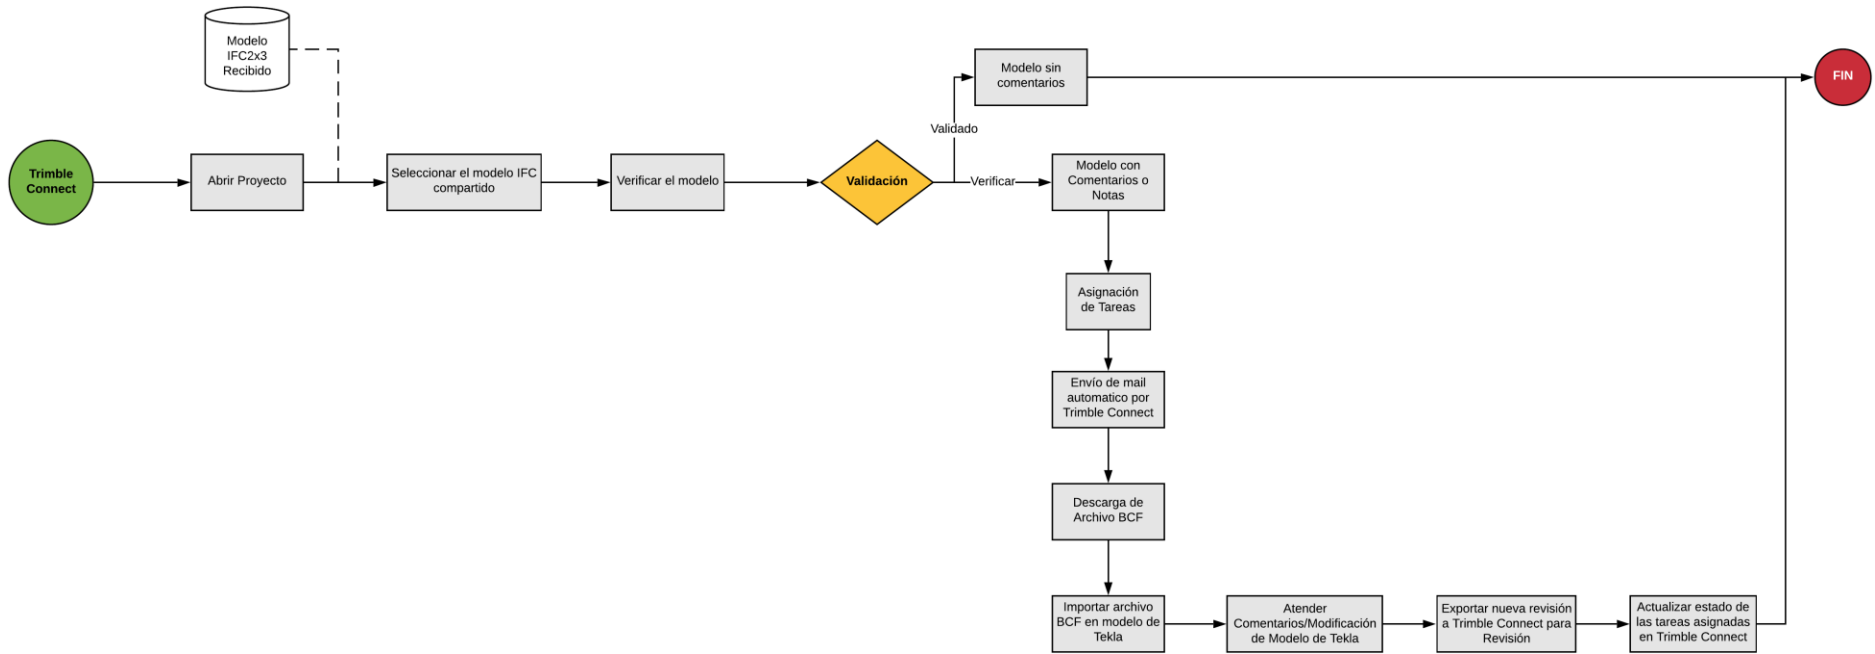 Modelo
IFC2x3
Recibido
Modelo sin
comentarios
FIN
Validado
Trimble
Connect
Abrir Proyecto
Seleccionar el modelo IFC
compartido
Verificar el modelo
Validación
Verificar
Modelo con
Comentarios o
Notas
Asignación
de Tareas
Envío de mail
automatico por
Trimble Connect
Descarga de
Archivo BCF
Importar archivo
BCF en modelo de
Tekla
Atender
Comentarios/Modificación
de Modelo de Tekla
Exportar nueva revisión
a Trimble Connect para
Revisión
Actualizar estado de
las tareas asignadas
en Trimble Connect